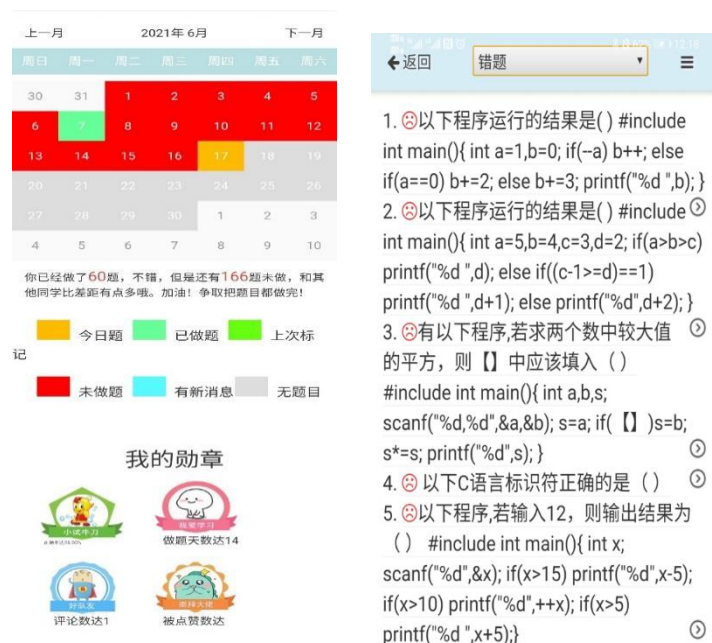 上一月 2021年 6月 下一月
周日 周一 周二 周三 周四 周五 周六
30 31 1 2 3 4 5
6 7 8 9 10 11 12
13 14 15 16 17 18 19
20 21 22 23 24 25 26
27 28 29 30 1 2 3
4 5 6 7 8 9 10
你已经做了60题，不错，但是还有166题未做，和其
他同学比差距有点多哦。加油！争取把题目都做完！
今日题 已做题 上次标
记
未做题 有新消息 无题目
我的勋章
小试牛刀 我爱学习
做题天数达14
好队友 崇拜大佬
评论数达1 被点赞数达
返回 错题
1. 以下程序运行的结果是( ) #include
int main(){ int a=1,b=0; if(--a) b++; else
if(a==0) b+=2; else b+=3; printf("%d ",b); }
2. 以下程序运行的结果是( ) #include
int main(){ int a=5,b=4,c=3,d=2; if(a>b>c)
printf("%d ",d); else if((c-1>=d)==1)
printf("%d ",d+1); else printf("%d",d+2); }
3. 有以下程序,若求两个数中较大值
的平方，则【】中应该填入（ ）
#include int main(){ int a,b,s;
scanf("%d,%d",&a,&b); s=a; if(【】)s=b;
s*=s; printf("%d",s); }
4. 以下C语言标识符正确的是（ ）
5. 以下程序,若输入12，则输出结果为
（ ） #include int main(){ int x;
scanf("%d",&x); if(x>15) printf("%d",x-5);
if(x>10) printf("%d",++x); if(x>5)
printf("%d ",x+5);}